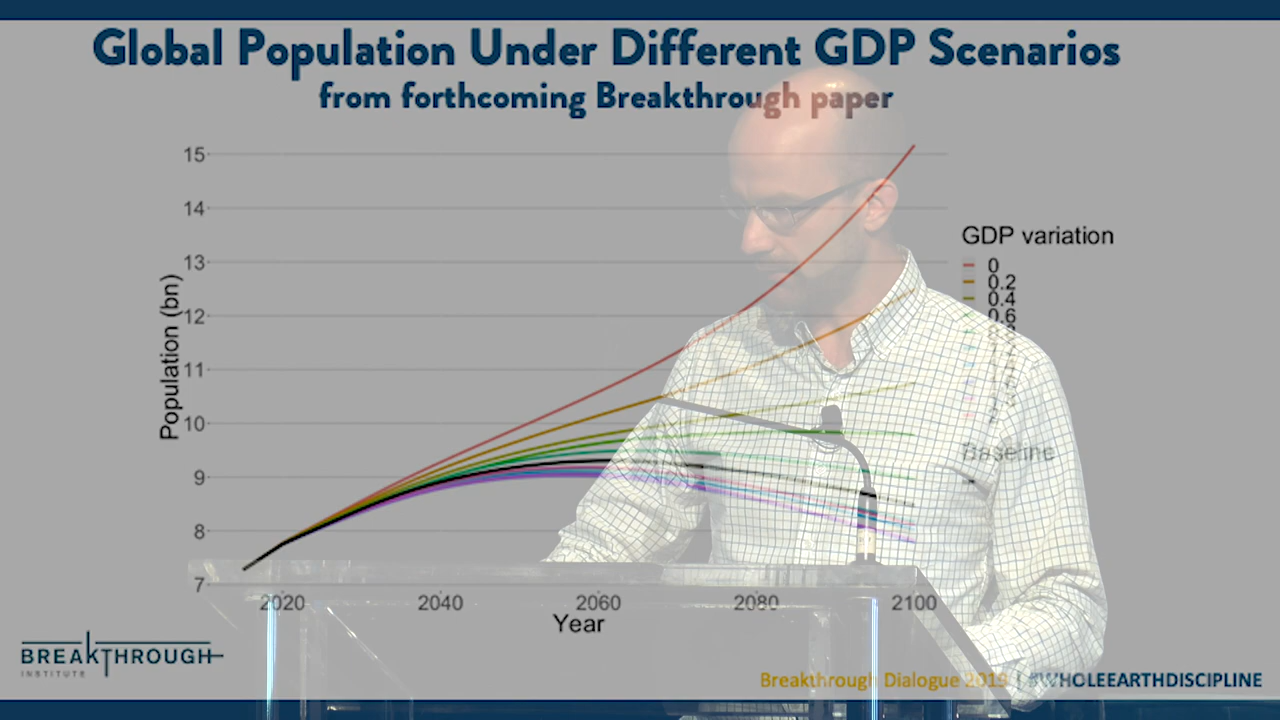 Global Population Under Different GDP Scenarios
from forthcoming Breakthrough paper
15
14
13
12
11
10
9
8
7
Population (bn)
2020 2040 2060 2080 2100
Year
GDP variation
0
0.2
0.4
0.6
Baseline
BREAKTHROUGH
INSTITUTE
Breakthrough Dialogue 2019 | #WHOLEEARTHDISCIPLINE